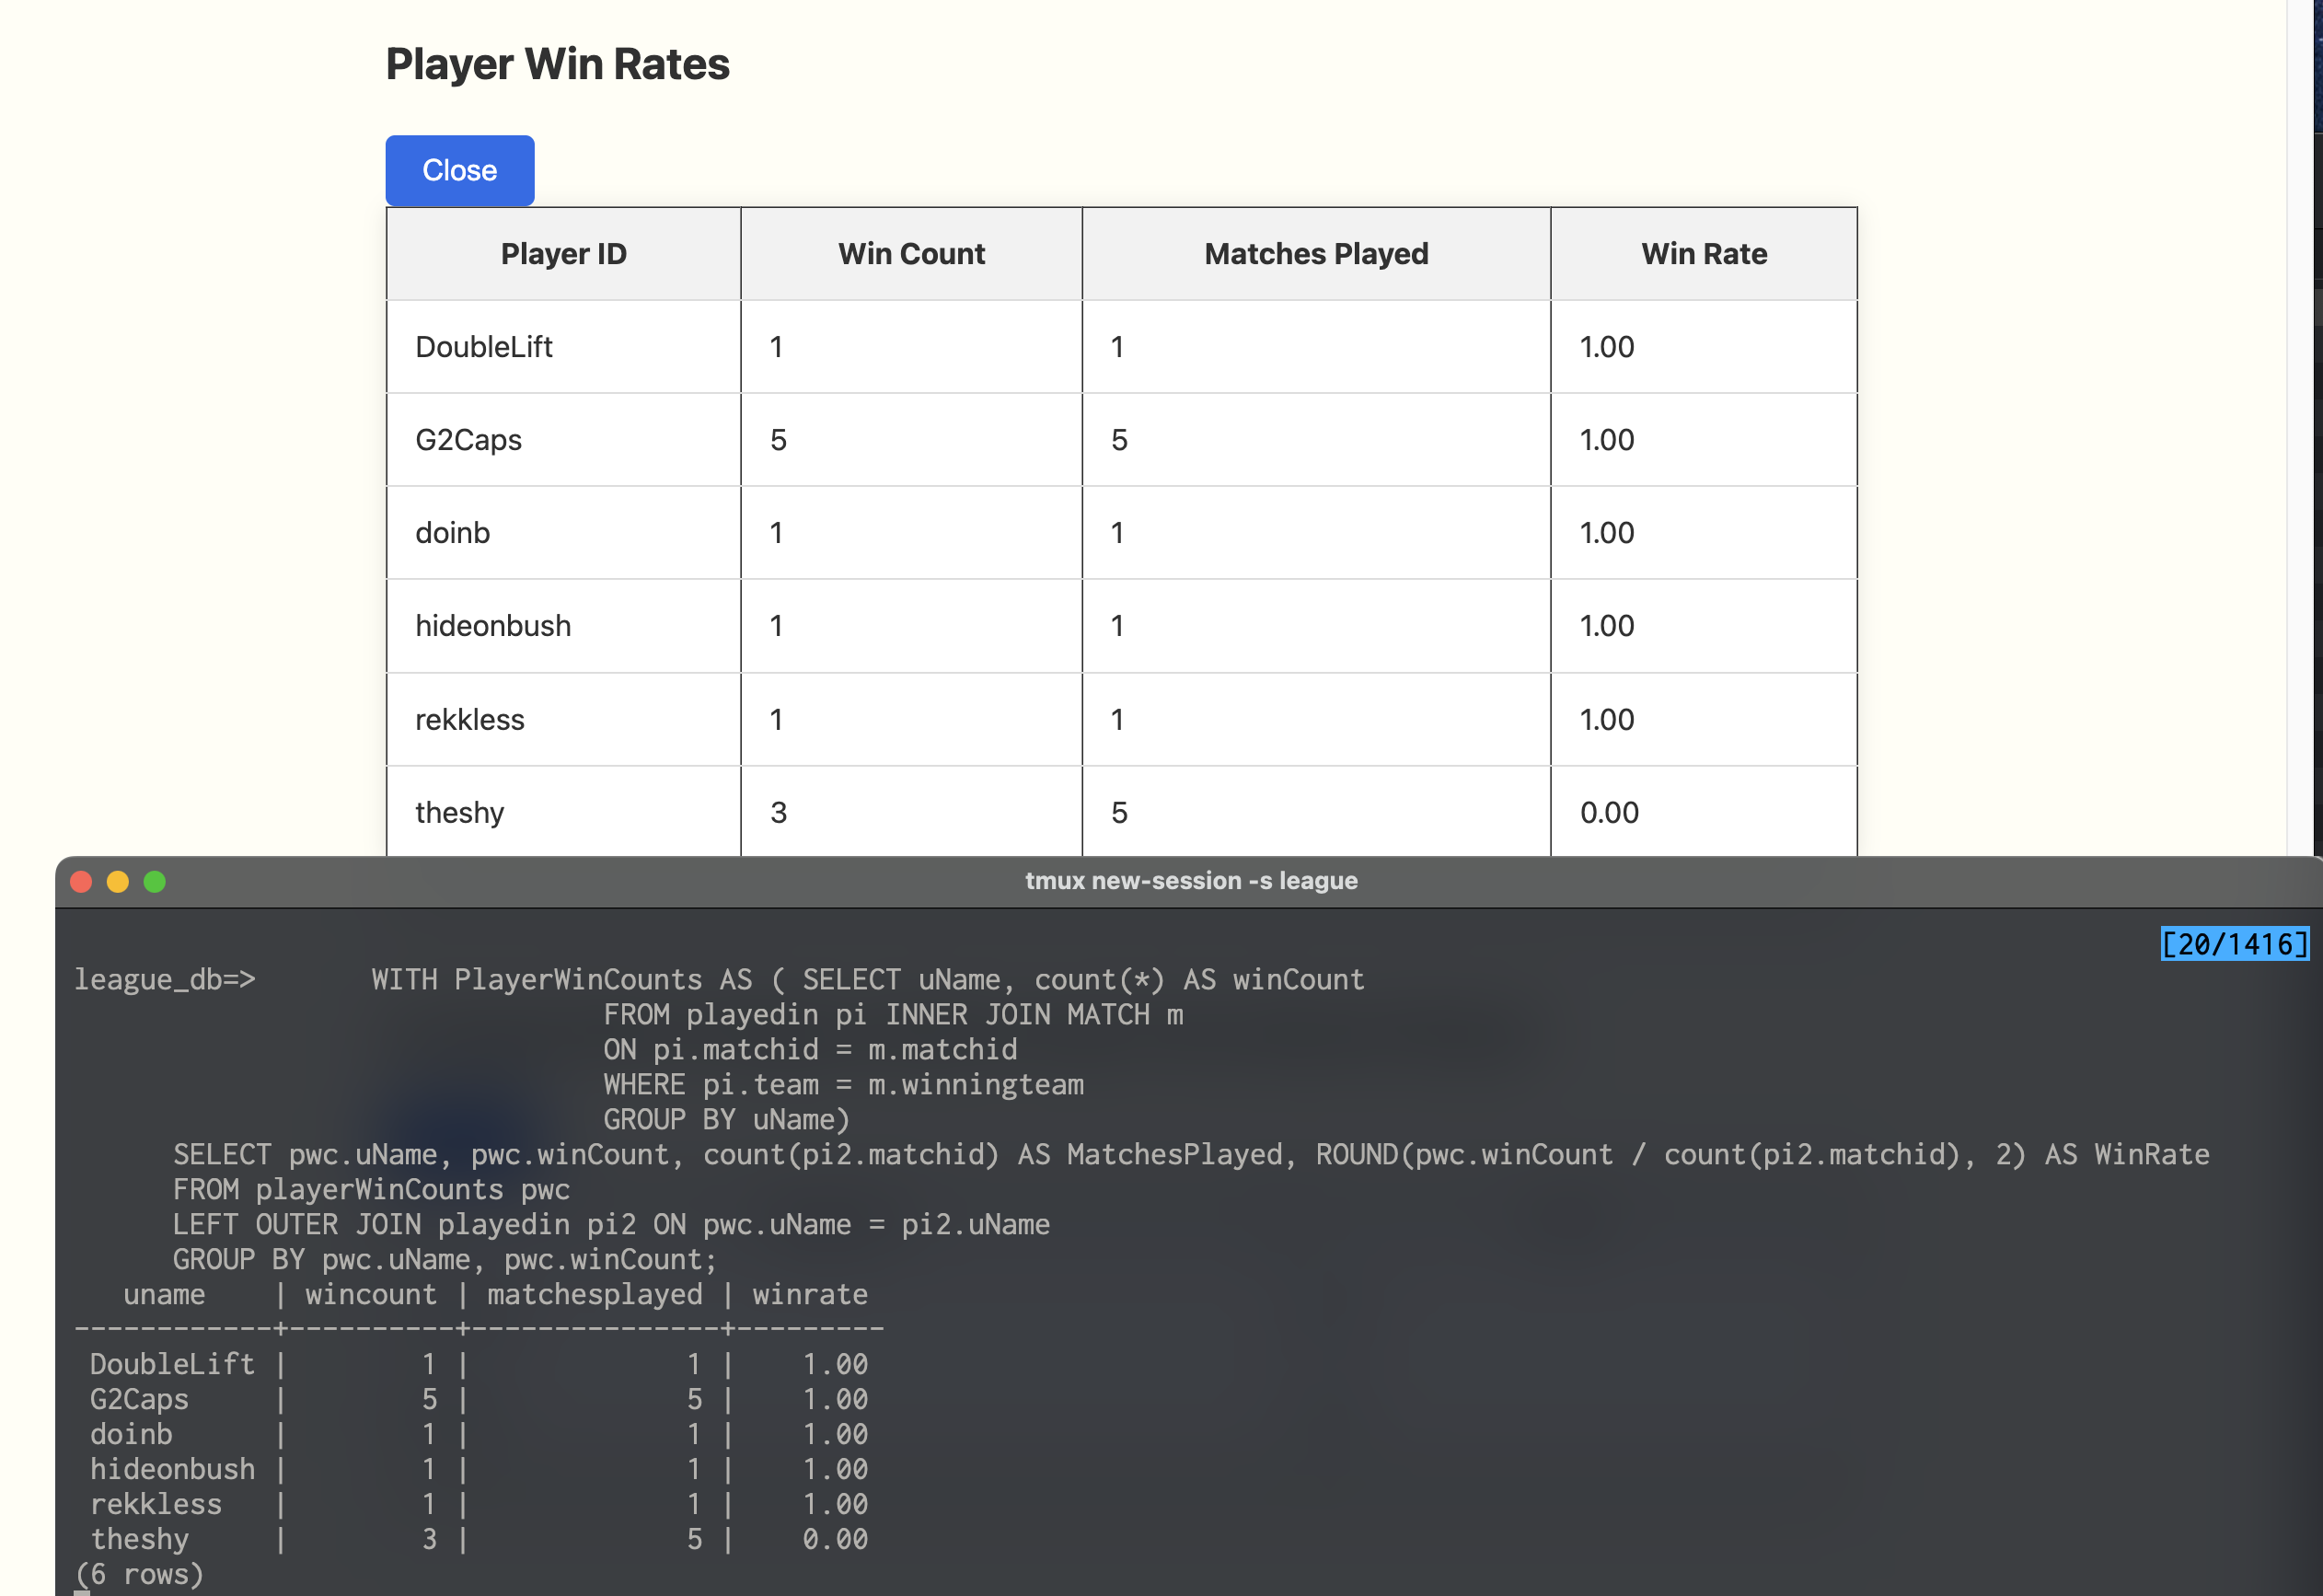 Player Win Rates
Close
Player ID Win Count Matches Played Win Rate
DoubleLift 1 1 1.00
G2Caps 5 5 1.00
doinb 1 1 1.00
hideonbush 1 1 1.00
rekkless 1 1 1.00
theshy 3 5 0.00
tmux new-session -s league
[20/1416]
league_db=>       WITH PlayerWinCounts AS ( SELECT uName, count(*) AS winCount
FROM playedin pi INNER JOIN MATCH m
ON pi.matchid = m.matchid
WHERE pi.team = m.winningteam
GROUP BY uName)
SELECT pwc.uName, pwc.winCount, count(pi2.matchid) AS MatchesPlayed, ROUND(pwc.winCount / count(pi2.matchid), 2) AS WinRate
FROM playerWinCounts pwc
LEFT OUTER JOIN playedin pi2 ON pwc.uName = pi2.uName
GROUP BY pwc.uName, pwc.winCount;
   uname    | wincount | matchesplayed | winrate
------------+----------+---------------+---------
 DoubleLift |        1 |             1 |    1.00
 G2Caps     |        5 |             5 |    1.00
 doinb      |        1 |             1 |    1.00
 hideonbush |        1 |             1 |    1.00
 rekkless   |        1 |             1 |    1.00
 theshy     |        3 |             5 |    0.00
(6 rows)